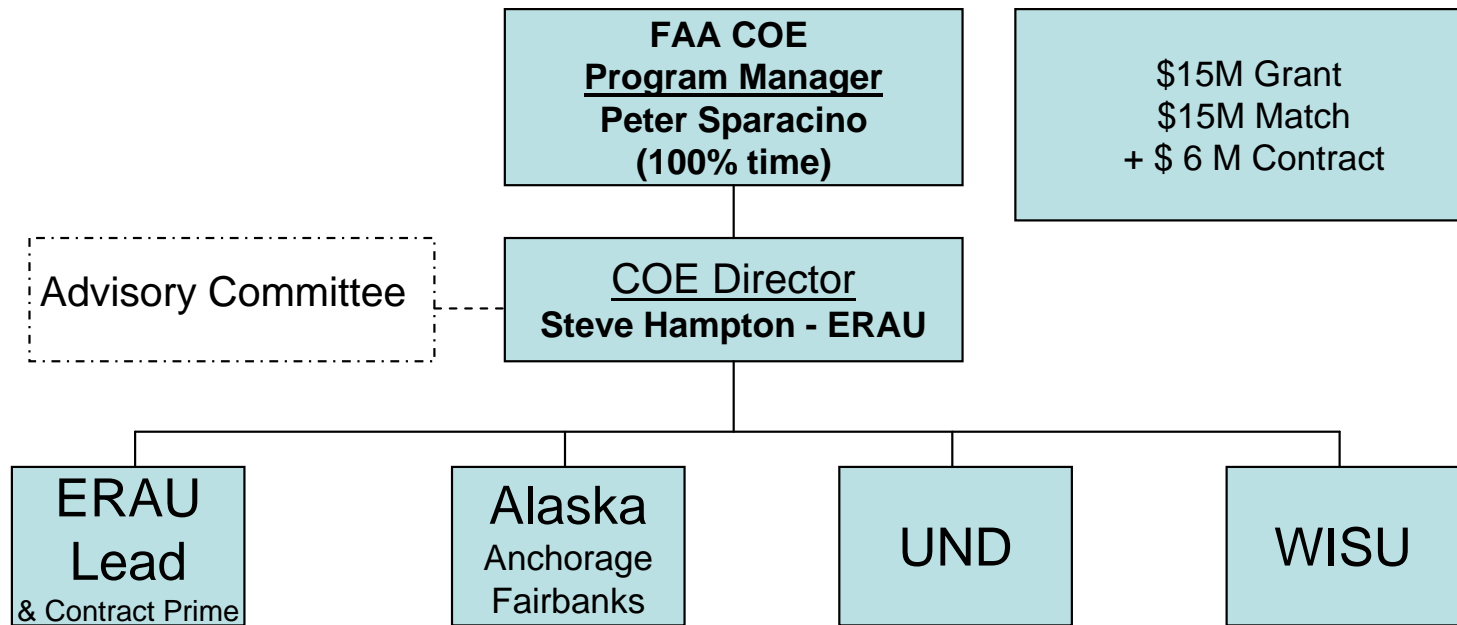 FAA COE
Program Manager
Peter Sparacino
(100% time)
$15M Grant
$15M Match
+ $ 6 M Contract
Advisory Committee
COE Director
Steve Hampton - ERAU
ERAU
Lead
& Contract Prime
Alaska
Anchorage
Fairbanks
UND
WISU